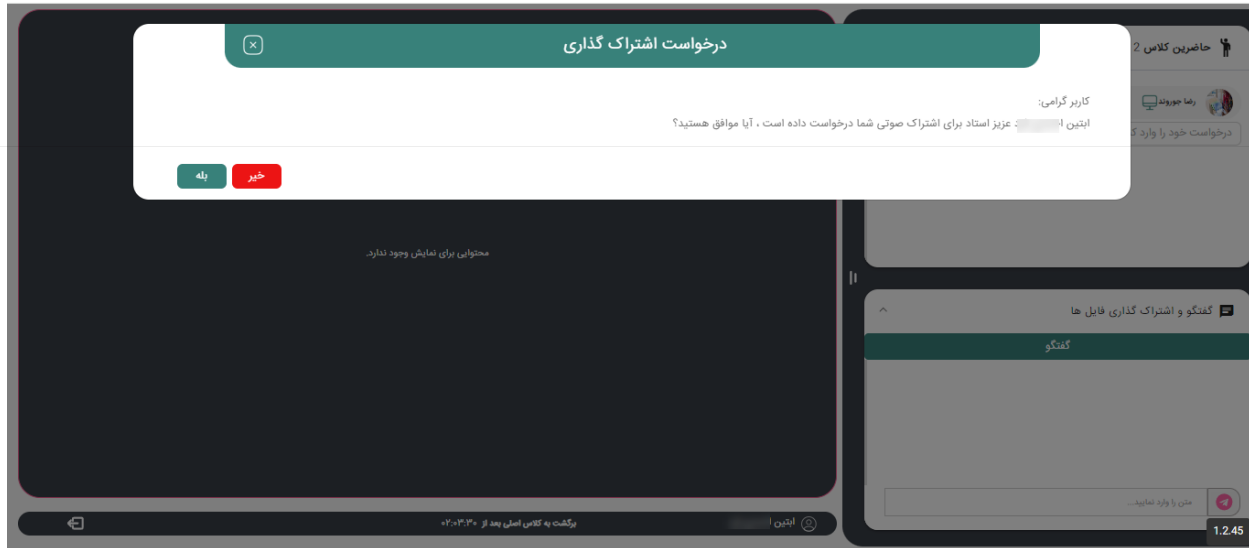 درخواست اشتراک گذاری
کاربر گرامی:
ابتین ا عزیز استاد برای اشتراک صوتی شما درخواست داده است ، آیا موافق هستید؟
خیر
بله
حاضرین کلاس 2
رضا جوروند
درخواست خود را وارد
محتوایی برای نمایش وجود ندارد.
گفتگو و اشتراک گذاری فایل ها
گفتگو
متن را وارد نمایید...
ابتین ا
برگشت به کلاس اصلی بعد از ۰۲:۰۳:۳۰
1.2.45